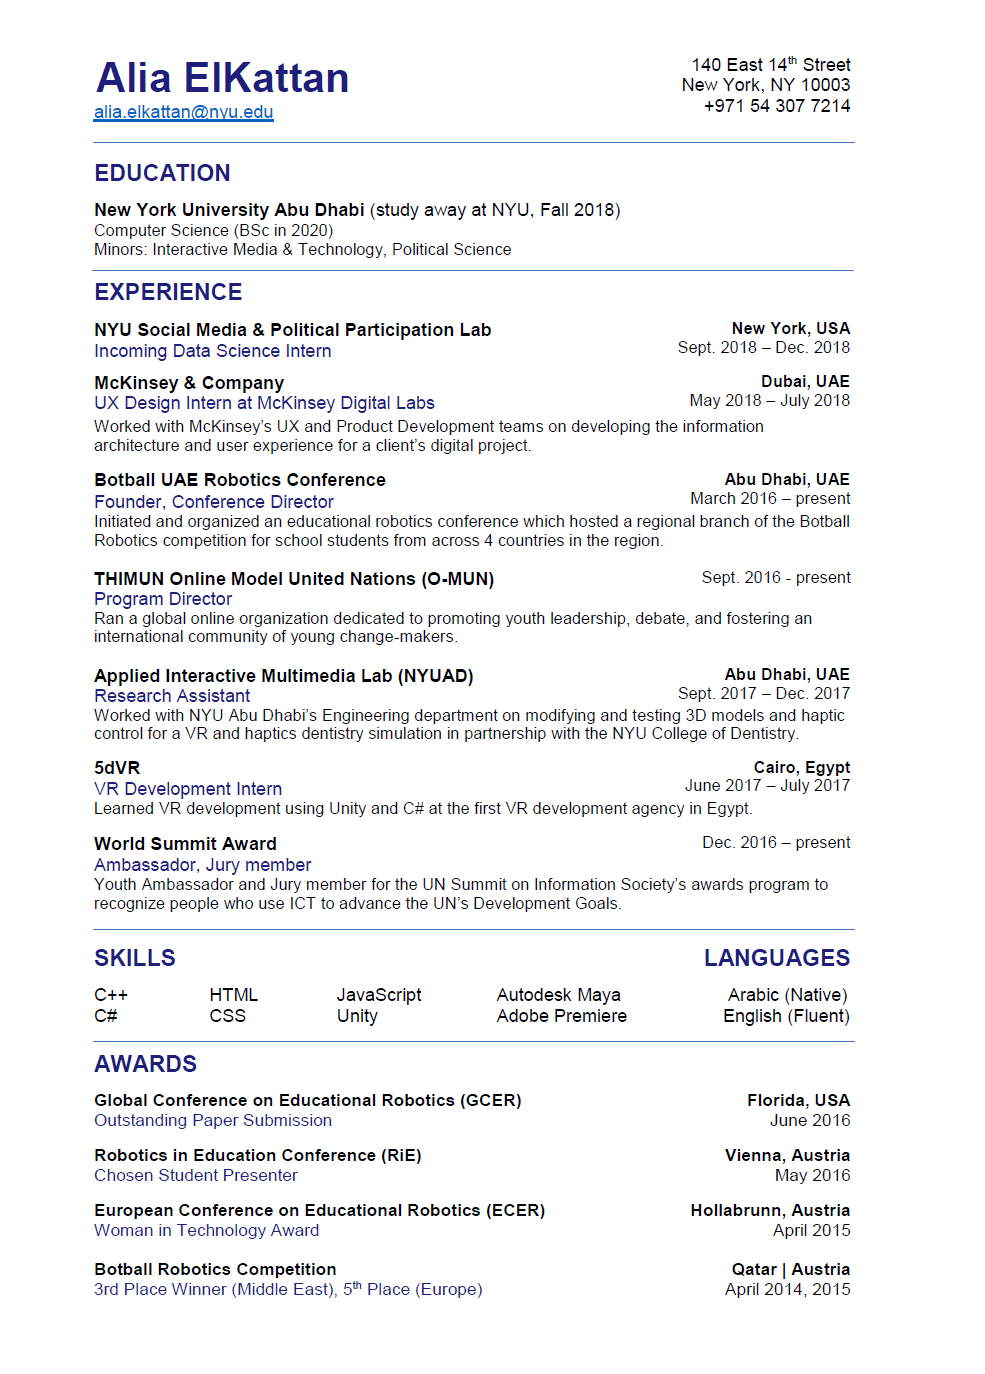 Alia ElKattan
alia.elkattan@nyu.edu
140 East 14th Street
New York, NY 10003
+971 54 307 7214
EDUCATION
New York University Abu Dhabi (study away at NYU, Fall 2018)
Computer Science (BSc in 2020)
Minors: Interactive Media & Technology, Political Science
EXPERIENCE
NYU Social Media & Political Participation Lab New York, USA
Incoming Data Science Intern Sept. 2018 – Dec. 2018
McKinsey & Company Dubai, UAE
UX Design Intern at McKinsey Digital Labs May 2018 – July 2018
Worked with McKinsey's UX and Product Development teams on developing the information
architecture and user experience for a client's digital project.
Botball UAE Robotics Conference Abu Dhabi, UAE
Founder, Conference Director March 2016 – present
Initiated and organized an educational robotics conference which hosted a regional branch of the Botball
Robotics competition for school students from across 4 countries in the region.
THIMUN Online Model United Nations (O-MUN) Sept. 2016 - present
Program Director
Ran a global online organization dedicated to promoting youth leadership, debate, and fostering an
international community of young change-makers.
Applied Interactive Multimedia Lab (NYUAD) Abu Dhabi, UAE
Research Assistant Sept. 2017 – Dec. 2017
Worked with NYU Abu Dhabi's Engineering department on modifying and testing 3D models and haptic
control for a VR and haptics dentistry simulation in partnership with the NYU College of Dentistry.
5dVR Cairo, Egypt
VR Development Intern June 2017 – July 2017
Learned VR development using Unity and C# at the first VR development agency in Egypt.
World Summit Award Dec. 2016 – present
Ambassador, Jury member
Youth Ambassador and Jury member for the UN Summit on Information Society's awards program to
recognize people who use ICT to advance the UN's Development Goals.
SKILLS LANGUAGES
C++ HTML JavaScript Autodesk Maya Arabic (Native)
C# CSS Unity Adobe Premiere English (Fluent)
AWARDS
Global Conference on Educational Robotics (GCER) Florida, USA
Outstanding Paper Submission June 2016
Robotics in Education Conference (RiE) Vienna, Austria
Chosen Student Presenter May 2016
European Conference on Educational Robotics (ECER) Hollabrunn, Austria
Woman in Technology Award April 2015
Botball Robotics Competition Qatar | Austria
3rd Place Winner (Middle East), 5th Place (Europe) April 2014, 2015